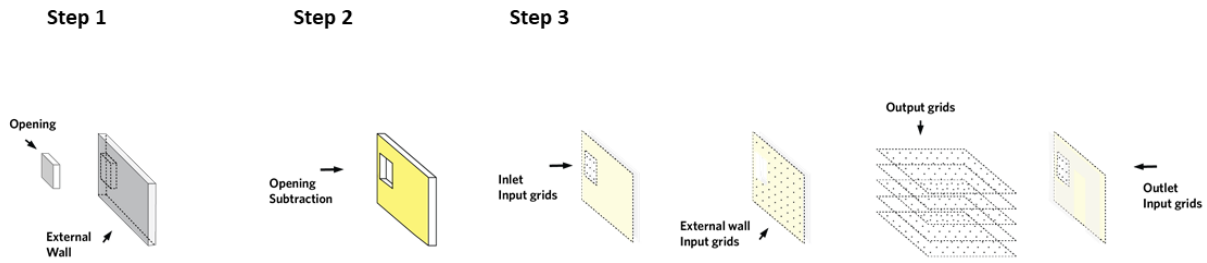 Step 1
Step 2
Step 3
Opening
External
Wall
Opening
Subtraction
Inlet
Input grids
External wall
Input grids
Output grids
Outlet
Input grids